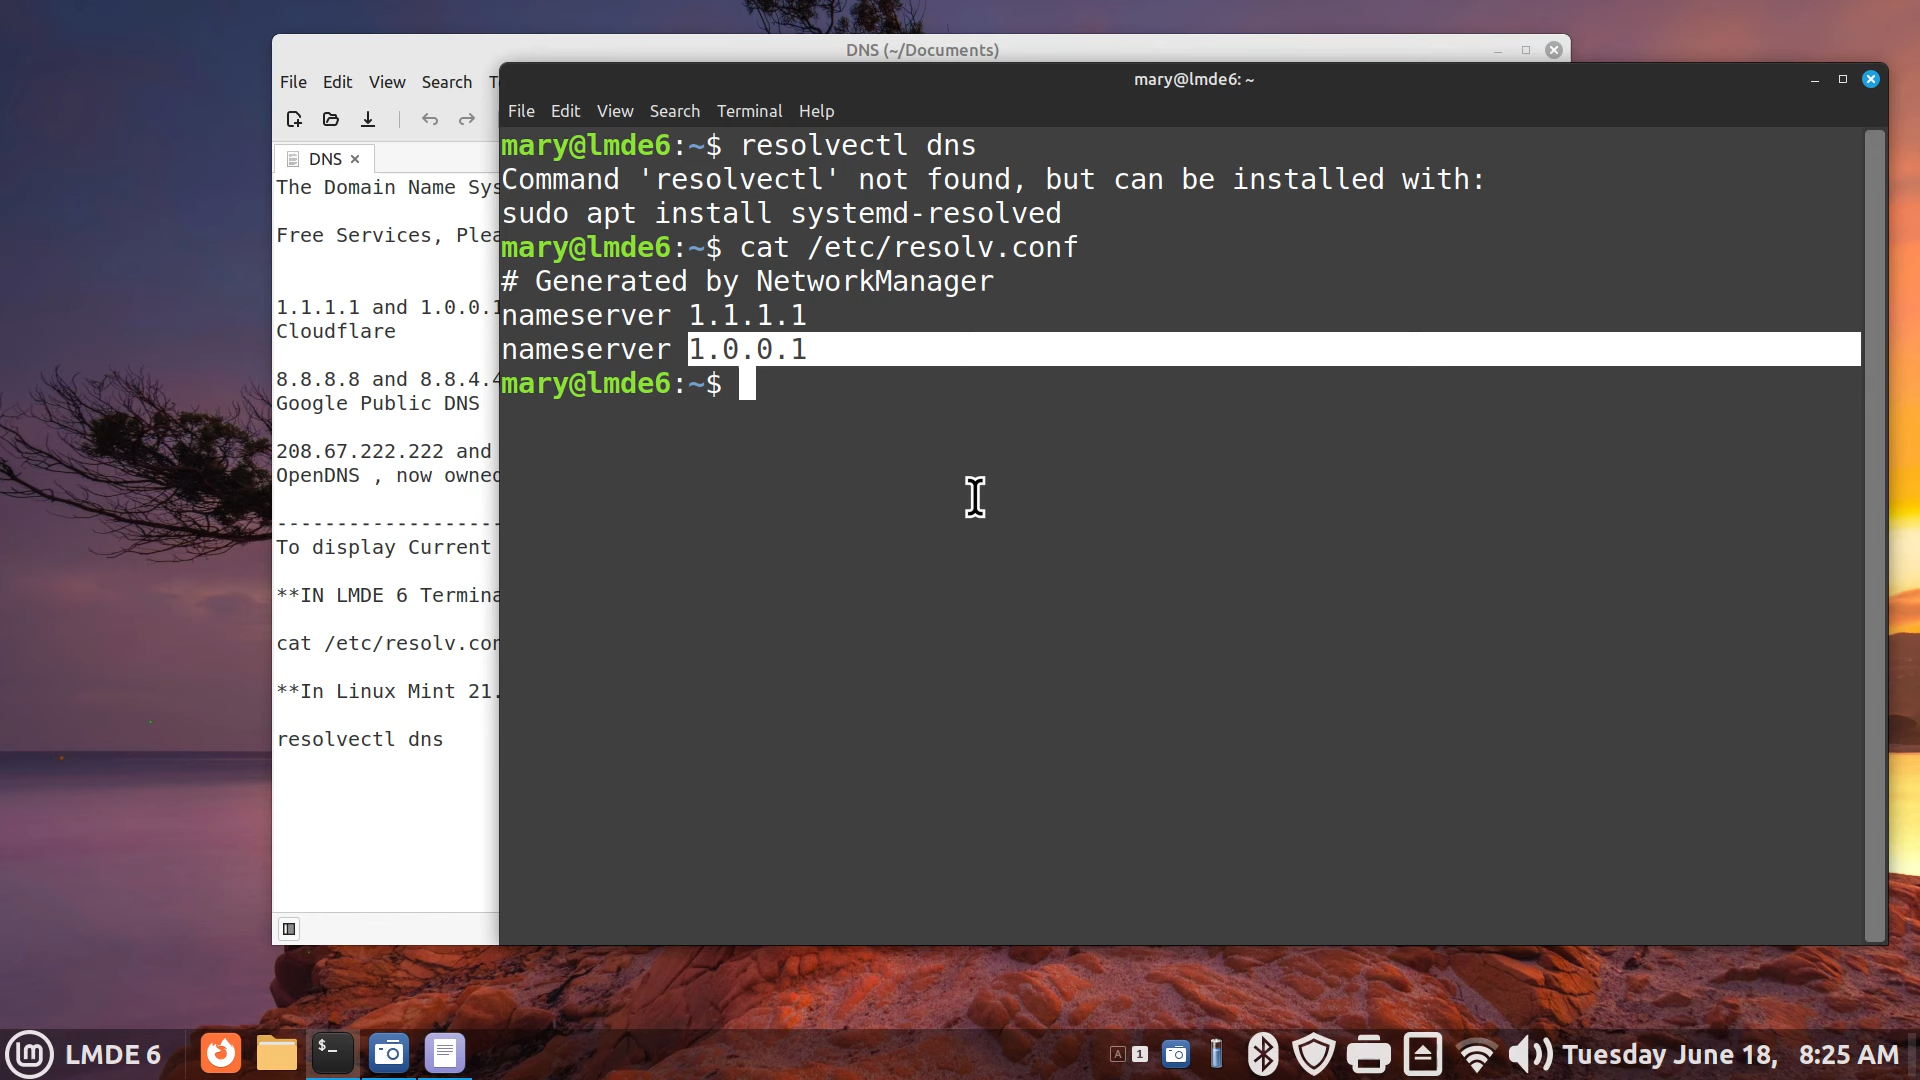 DNS (~/Documents)
File Edit View Search T
DNS
The Domain Name Sys
Free Services, Plea
1.1.1.1 and 1.0.0.1
Cloudflare
8.8.8.8 and 8.8.4.4
Google Public DNS
208.67.222.222 and
OpenDNS , now owned
--------------------
To display Current
**IN LMDE 6 Termina
cat /etc/resolv.con
**In Linux Mint 21.
resolvectl dns
mary@lmde6: ~
File Edit View Search Terminal Help
mary@lmde6:~$ resolvectl dns
Command 'resolvectl' not found, but can be installed with:
sudo apt install systemd-resolved
mary@lmde6:~$ cat /etc/resolv.conf
# Generated by NetworkManager
nameserver 1.1.1.1
nameserver 1.0.0.1
mary@lmde6:~$
LMDE 6
$_
A 1
Tuesday June 18, 8:25 AM